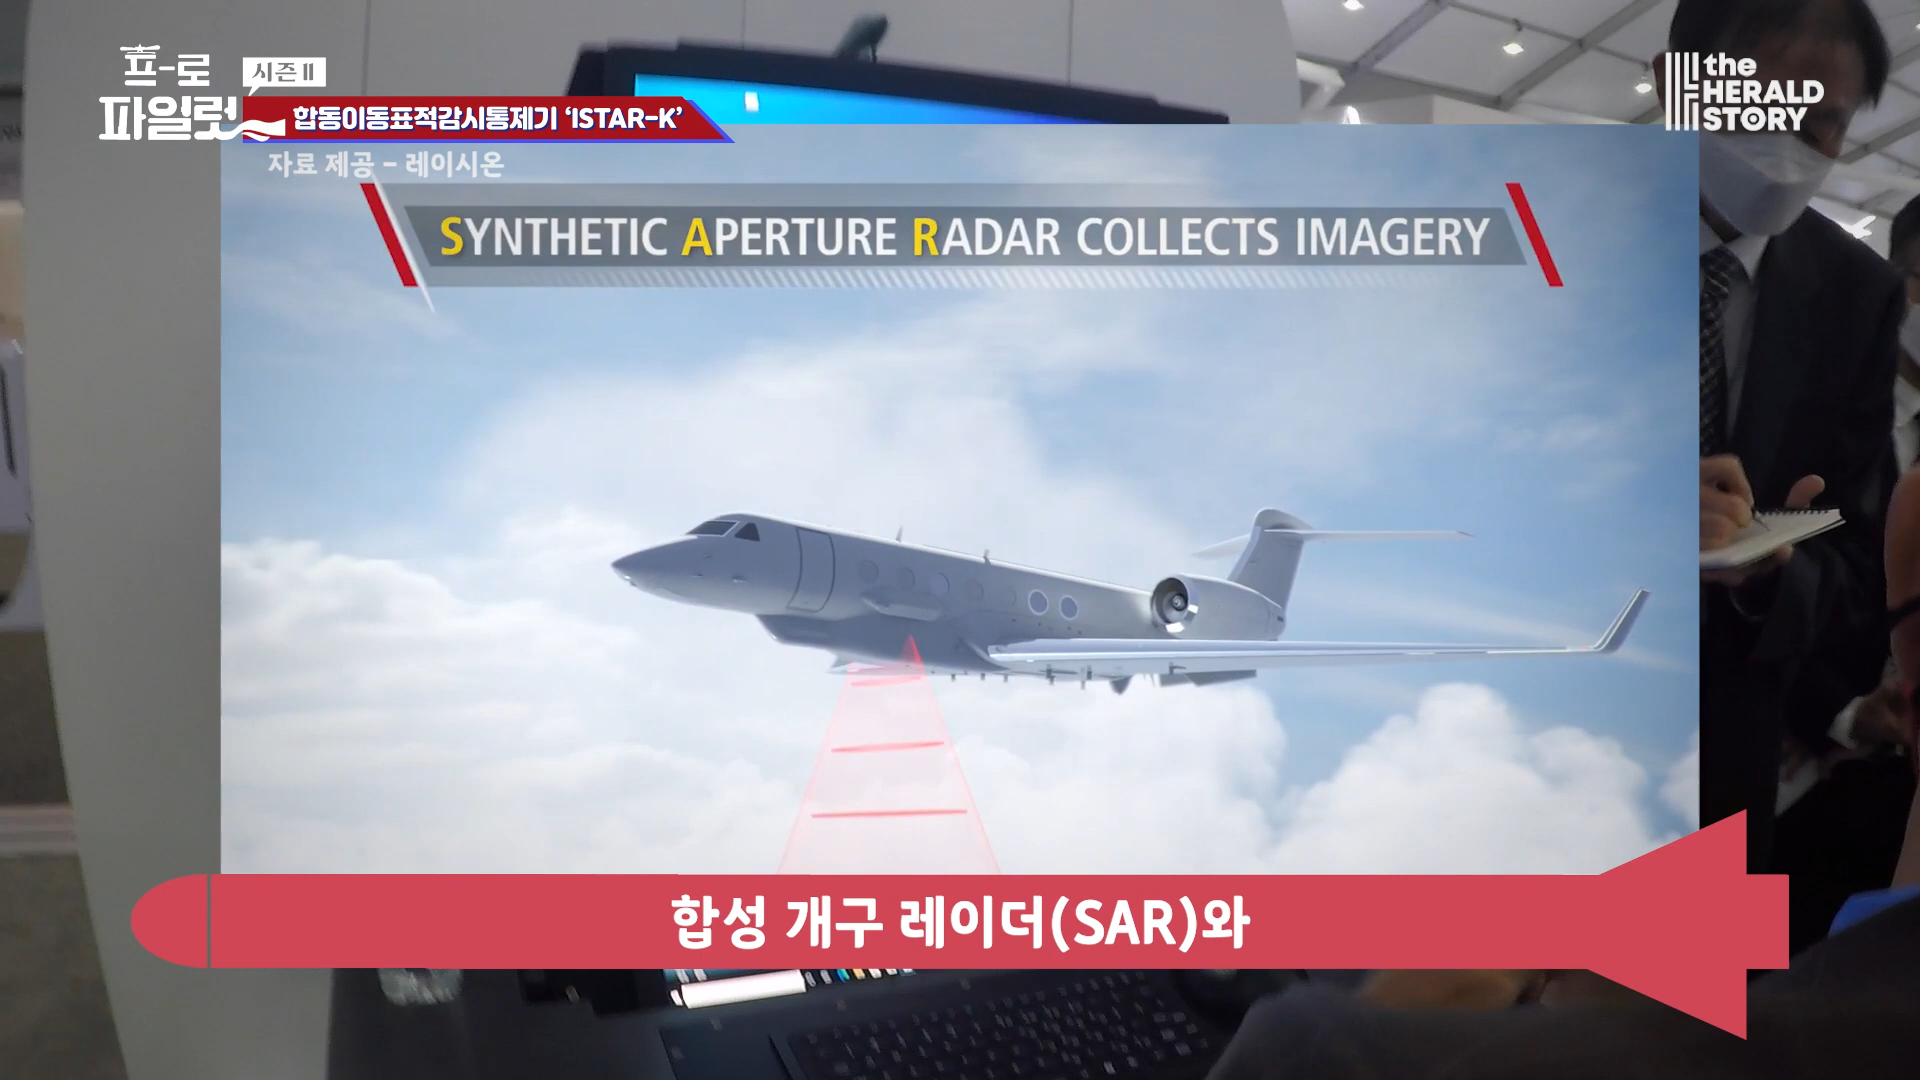 프-로
파일럿
시즌 II
합동이동표적감시통제기 ‘ISTAR-K’
the
HERALD
STORY
자료 제공 - 레이시온
SYNTHETIC APERTURE RADAR COLLECTS IMAGERY
합성 개구 레이더(SAR)와